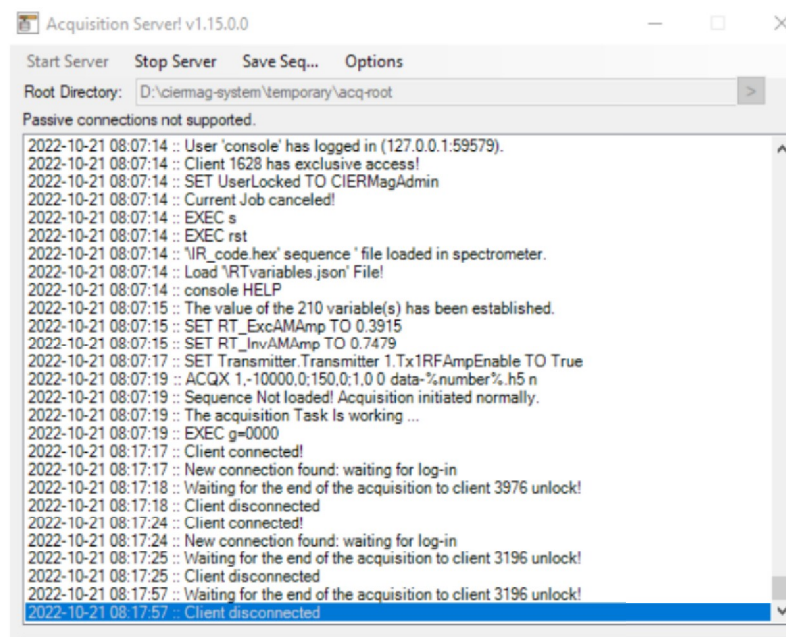 Acquisition Server! v1.15.0.0
Start Server Stop Server Save Seq... Options
Root Directory: D:\ciermag-system\temporary\acq-root >
Passive connections not supported.
2022-10-21 08:07:14 :: User 'console' has logged in (127.0.0.1:59579).
2022-10-21 08:07:14 :: Client 1628 has exclusive access!
2022-10-21 08:07:14 :: SET UserLocked TO CIERMagAdmin
2022-10-21 08:07:14 :: Current Job canceled!
2022-10-21 08:07:14 :: EXEC s
2022-10-21 08:07:14 :: EXEC rst
2022-10-21 08:07:14 :: '\IR_code.hex' sequence ' file loaded in spectrometer.
2022-10-21 08:07:14 :: Load '\RTvariables.json' File!
2022-10-21 08:07:14 :: console HELP
2022-10-21 08:07:15 :: The value of the 210 variable(s) has been established.
2022-10-21 08:07:15 :: SET RT_ExcAMAmp TO 0.3915
2022-10-21 08:07:15 :: SET RT_InvAMAmp TO 0.7479
2022-10-21 08:07:17 :: SET Transmitter.Transmitter 1.Tx1RFAmpEnable TO True
2022-10-21 08:07:19 :: ACQX 1,-10000,0;150,0;1,0 0 data-%number%.h5 n
2022-10-21 08:07:19 :: Sequence Not loaded! Acquisition initiated normally.
2022-10-21 08:07:19 :: The acquisition Task Is working ...
2022-10-21 08:07:19 :: EXEC g=0000
2022-10-21 08:17:17 :: Client connected!
2022-10-21 08:17:17 :: New connection found: waiting for log-in
2022-10-21 08:17:18 :: Waiting for the end of the acquisition to client 3976 unlock!
2022-10-21 08:17:18 :: Client disconnected
2022-10-21 08:17:24 :: Client connected!
2022-10-21 08:17:24 :: New connection found: waiting for log-in
2022-10-21 08:17:25 :: Waiting for the end of the acquisition to client 3196 unlock!
2022-10-21 08:17:25 :: Client disconnected
2022-10-21 08:17:57 :: Waiting for the end of the acquisition to client 3196 unlock!
2022-10-21 08:17:57 :: Client disconnected